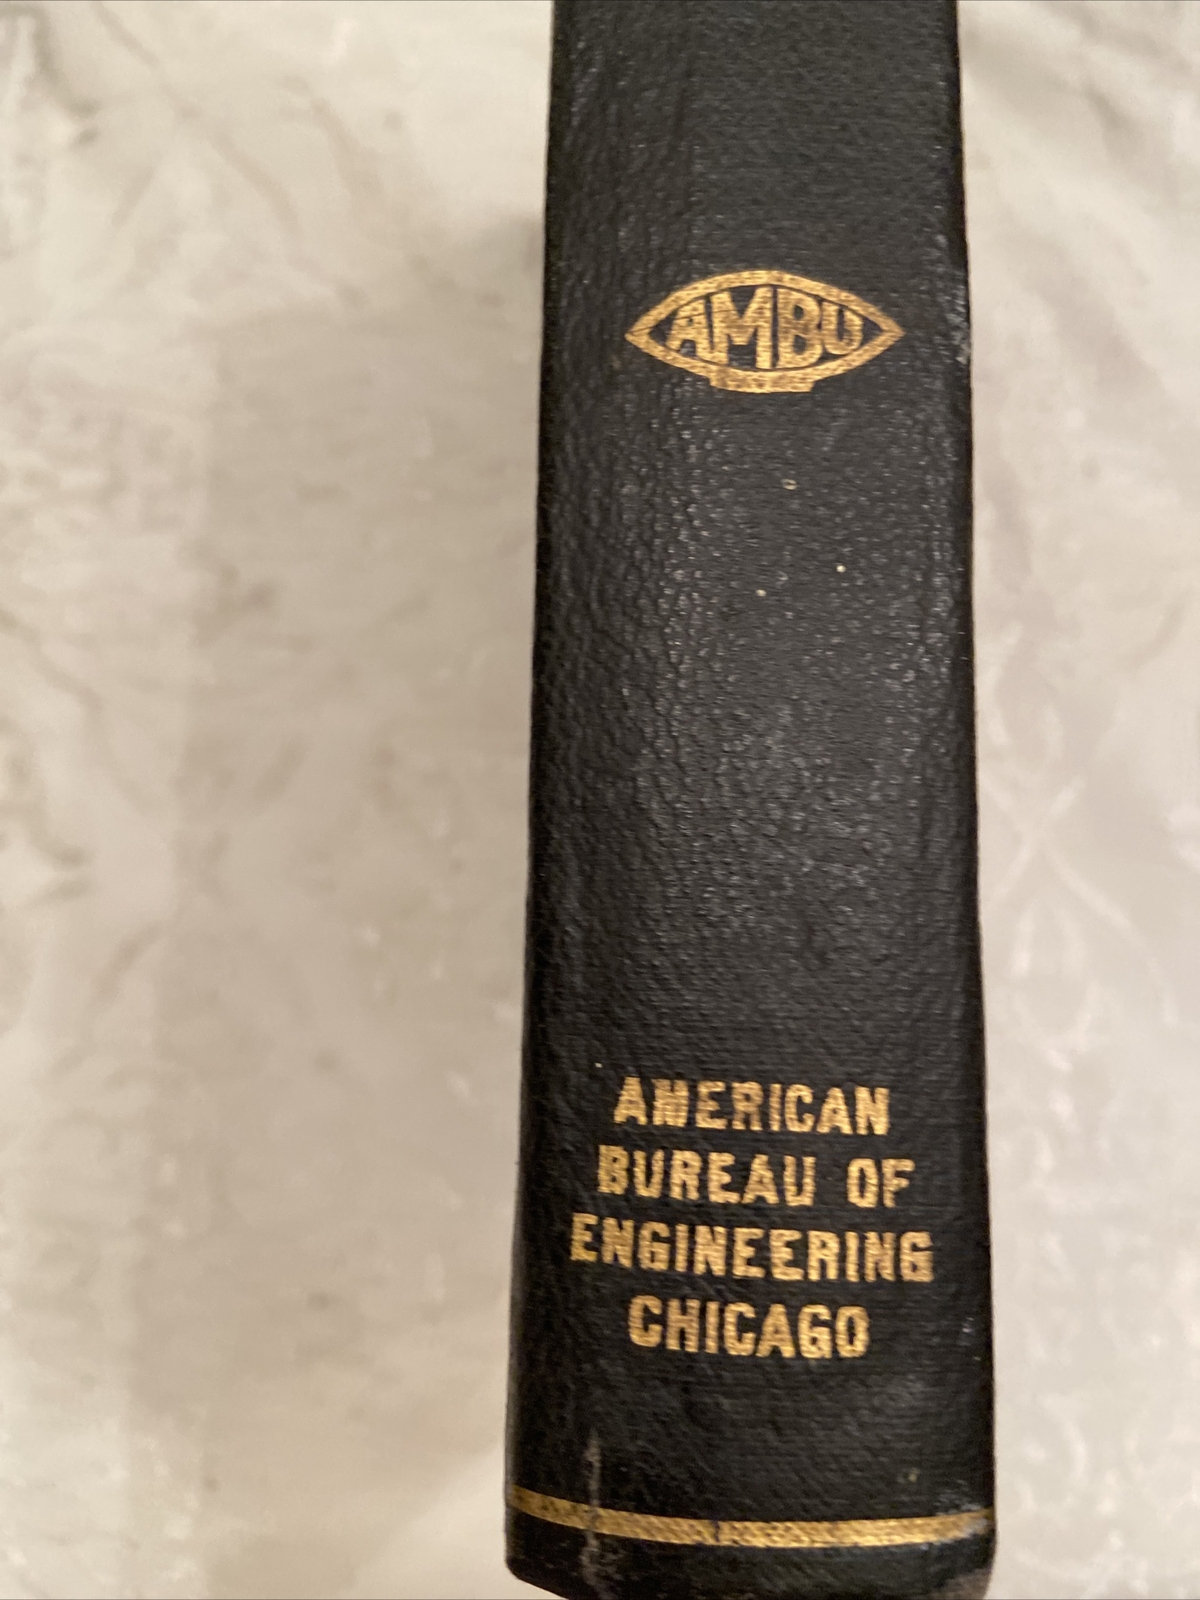 AMBU
AMERICAN
BUREAU OF
ENGINEERING
CHICAGO